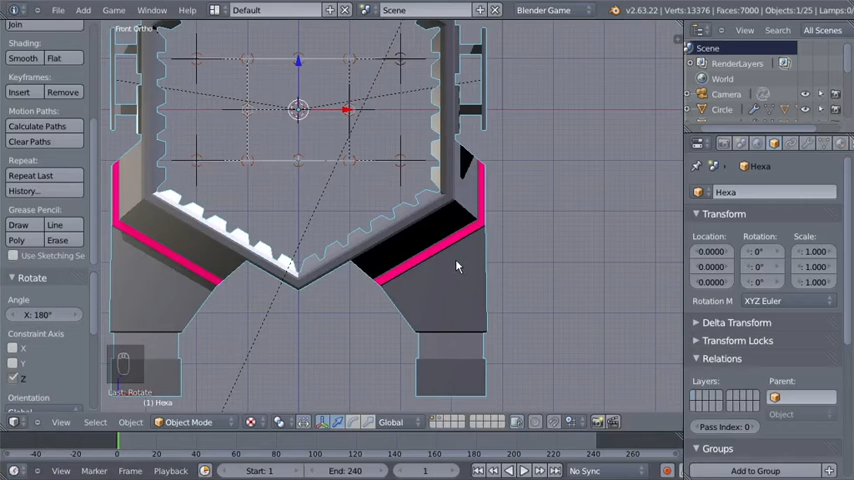 File Add Render Window Help Default Scene Blender Game v2.63.22 Verts:13376 Faces:7000 Objects:1/25 Lamps:
Join
Shading:
Smooth Flat
Keyframes:
Insert Remove
Motion Paths:
Calculate Paths
Clear Paths
Repeat:
Repeat Last
History...
Grease Pencil:
Draw Line
Poly Erase
Use Sketching Se
Rotate
Angle
X: 180°
Constraint Axis
X
Y
Z
Orientation
Front Ortho
Last: Rotate
(1) Hexa
View Select Object Object Mode Global
View Search All Scenes
Scene
RenderLayers
World
Camera
Circle
Hexa
Hexa
Transform
Location: Rotation: Scale:
0.0000 0° 1.000
0.0000 0° 1.000
0.0000 0° 1.000
Rotation M XYZ Euler
Delta Transform
Transform Locks
Relations
Layers: Parent:
Object
Pass Index: 0
Groups
Add to Group
-40 -20 0 20 40 60 80 100 120 140 160 180 200 220 240 260
View Marker Frame Playback Start: 1 End: 240 1 No Sync